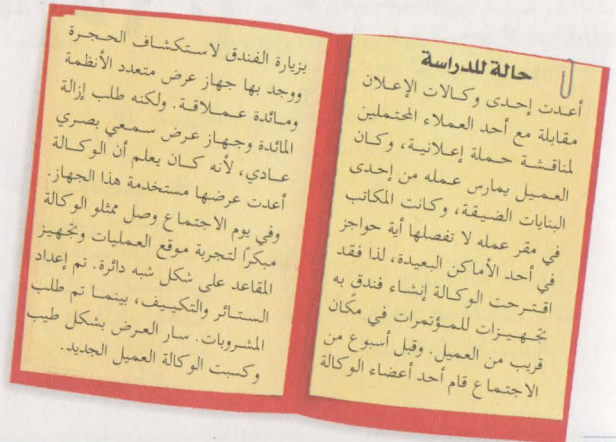 حالة للدراسة
أعدت إحدى وكالات الإعلان
مقابلة مع أحد العملاء المحتملين
لمناقشة حملة إعلانية، وكان
العميل يمارس عمله من إحدى
البنايات الضيقة، وكانت المكاتب
في مقر عمله لا تفصلها أية حواجز
في أحد الأماكن البعيدة، لذا فقد
اقترحت الوكالة إنشاء فندق به
تجهيزات للمؤتمرات في مكان
قريب من العميل. وقبل أسبوع من
الاجتماع قام أحد أعضاء الوكالة
بزيارة الفندق لاستكشاف الحجرة
ووجد بها جهاز عرض متعدد الأنظمة
ومائدة عملاقة. ولكنه طلب إزالة
المائدة وجهاز عرض سمعي بصري
عادي، لأنه كان يعلم أن الوكالة
أعدت عرضها مستخدمة هذا الجهاز.
وفي يوم الاجتماع وصل ممثلو الوكالة
مبكرًا لتجربة موقع العمليات وتجهيز
المقاعد على شكل شبه دائرة. تم إعداد
الستائر والتكييف، بينما تم طلب
المشروبات. سار العرض بشكل طيب
وكسبت الوكالة العميل الجديد.